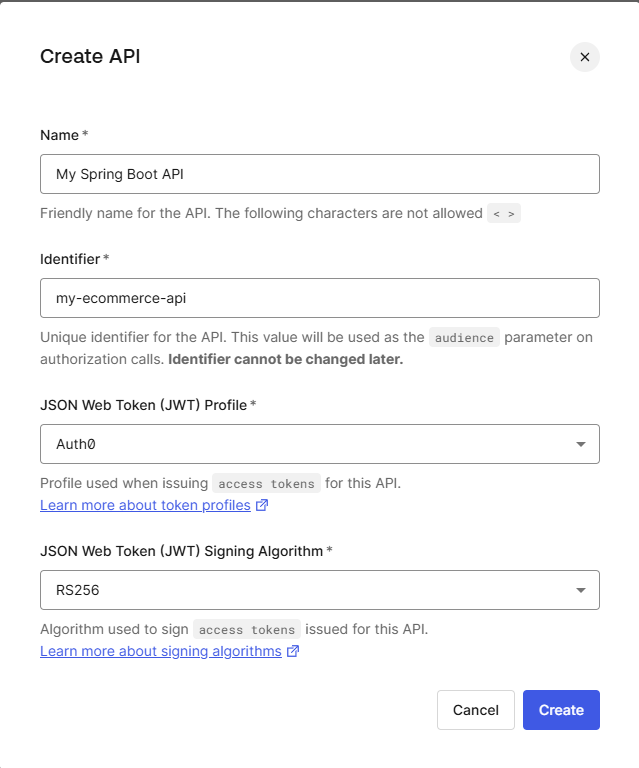 Create API
Name *
My Spring Boot API
Friendly name for the API. The following characters are not allowed < >
Identifier *
my-ecommerce-api
Unique identifier for the API. This value will be used as the audience parameter on
authorization calls. Identifier cannot be changed later.
JSON Web Token (JWT) Profile *
Auth0
Profile used when issuing access tokens for this API.
Learn more about token profiles
JSON Web Token (JWT) Signing Algorithm *
RS256
Algorithm used to sign access tokens issued for this API.
Learn more about signing algorithms
Cancel Create